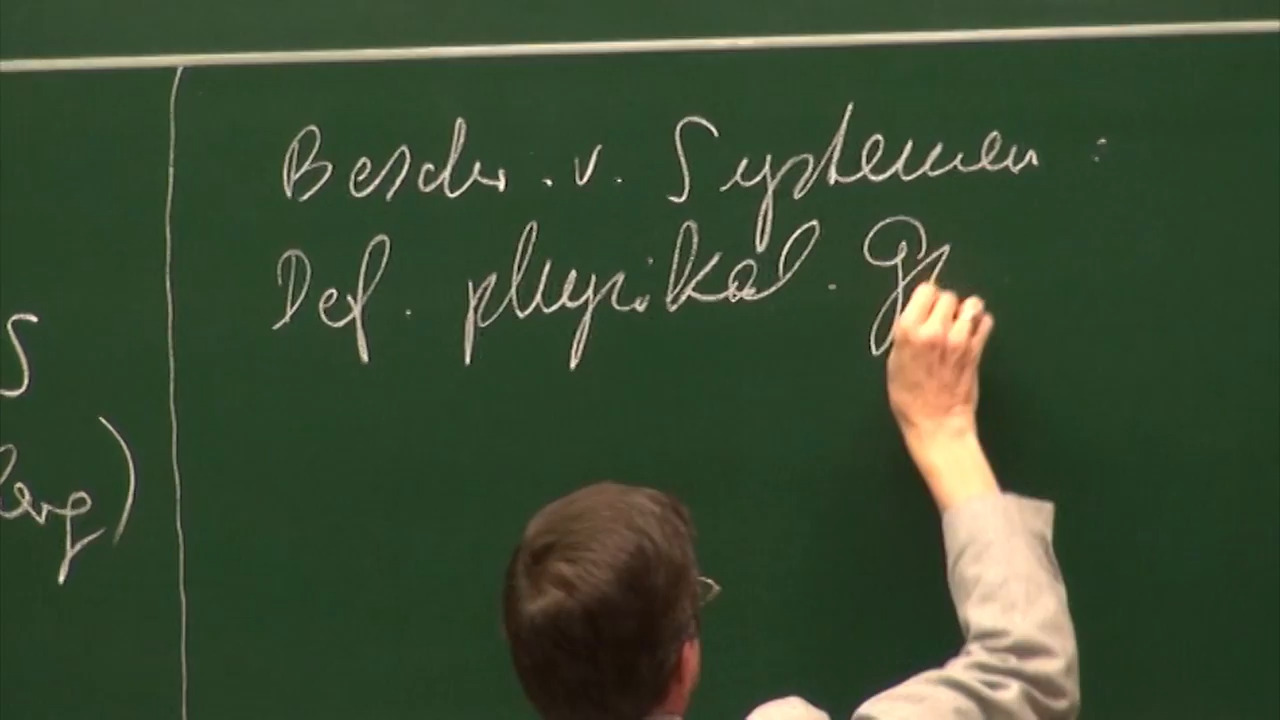 Beschr. v. Systemen:
Def. physikal. Gr
S
)